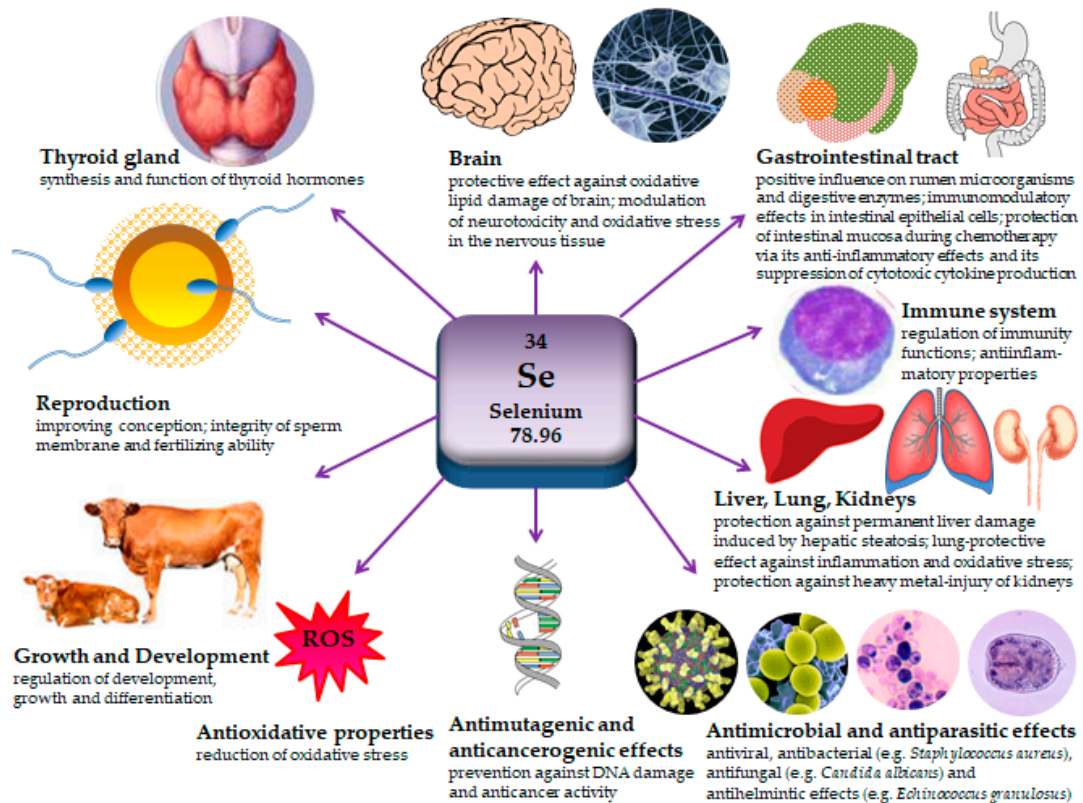 Thyroid gland
synthesis and function of thyroid hormones
Brain
protective effect against oxidative
lipid damage of brain; modulation
of neurotoxicity and oxidative stress
in the nervous tissue
Gastrointestinal tract
positive influence on rumen microorganisms
and digestive enzymes; immunomodulatory
effects in intestinal epithelial cells; protection
of intestinal mucosa during chemotherapy
via its anti-inflammatory effects and its
suppression of cytotoxic cytokine production
Immune system
regulation of immunity
functions; antiinflam-
matory properties
34
Se
Selenium
78.96
Reproduction
improving conception; integrity of sperm
membrane and fertilizing ability
Liver, Lung, Kidneys
protection against permanent liver damage
induced by hepatic steatosis; lung-protective
effect against inflammation and oxidative stress;
protection against heavy metal-injury of kidneys
Growth and Development
regulation of development,
growth and differentiation
ROS
Antioxidative properties
reduction of oxidative stress
Antimutagenic and
anticancerogenic effects
prevention against DNA damage
and anticancer activity
Antimicrobial and antiparasitic effects
antiviral, antibacterial (e.g. Staphylococcus aureus),
antifungal (e.g. Candida albicans) and
antihelmintic effects (e.g. Echinococcus granulosus)